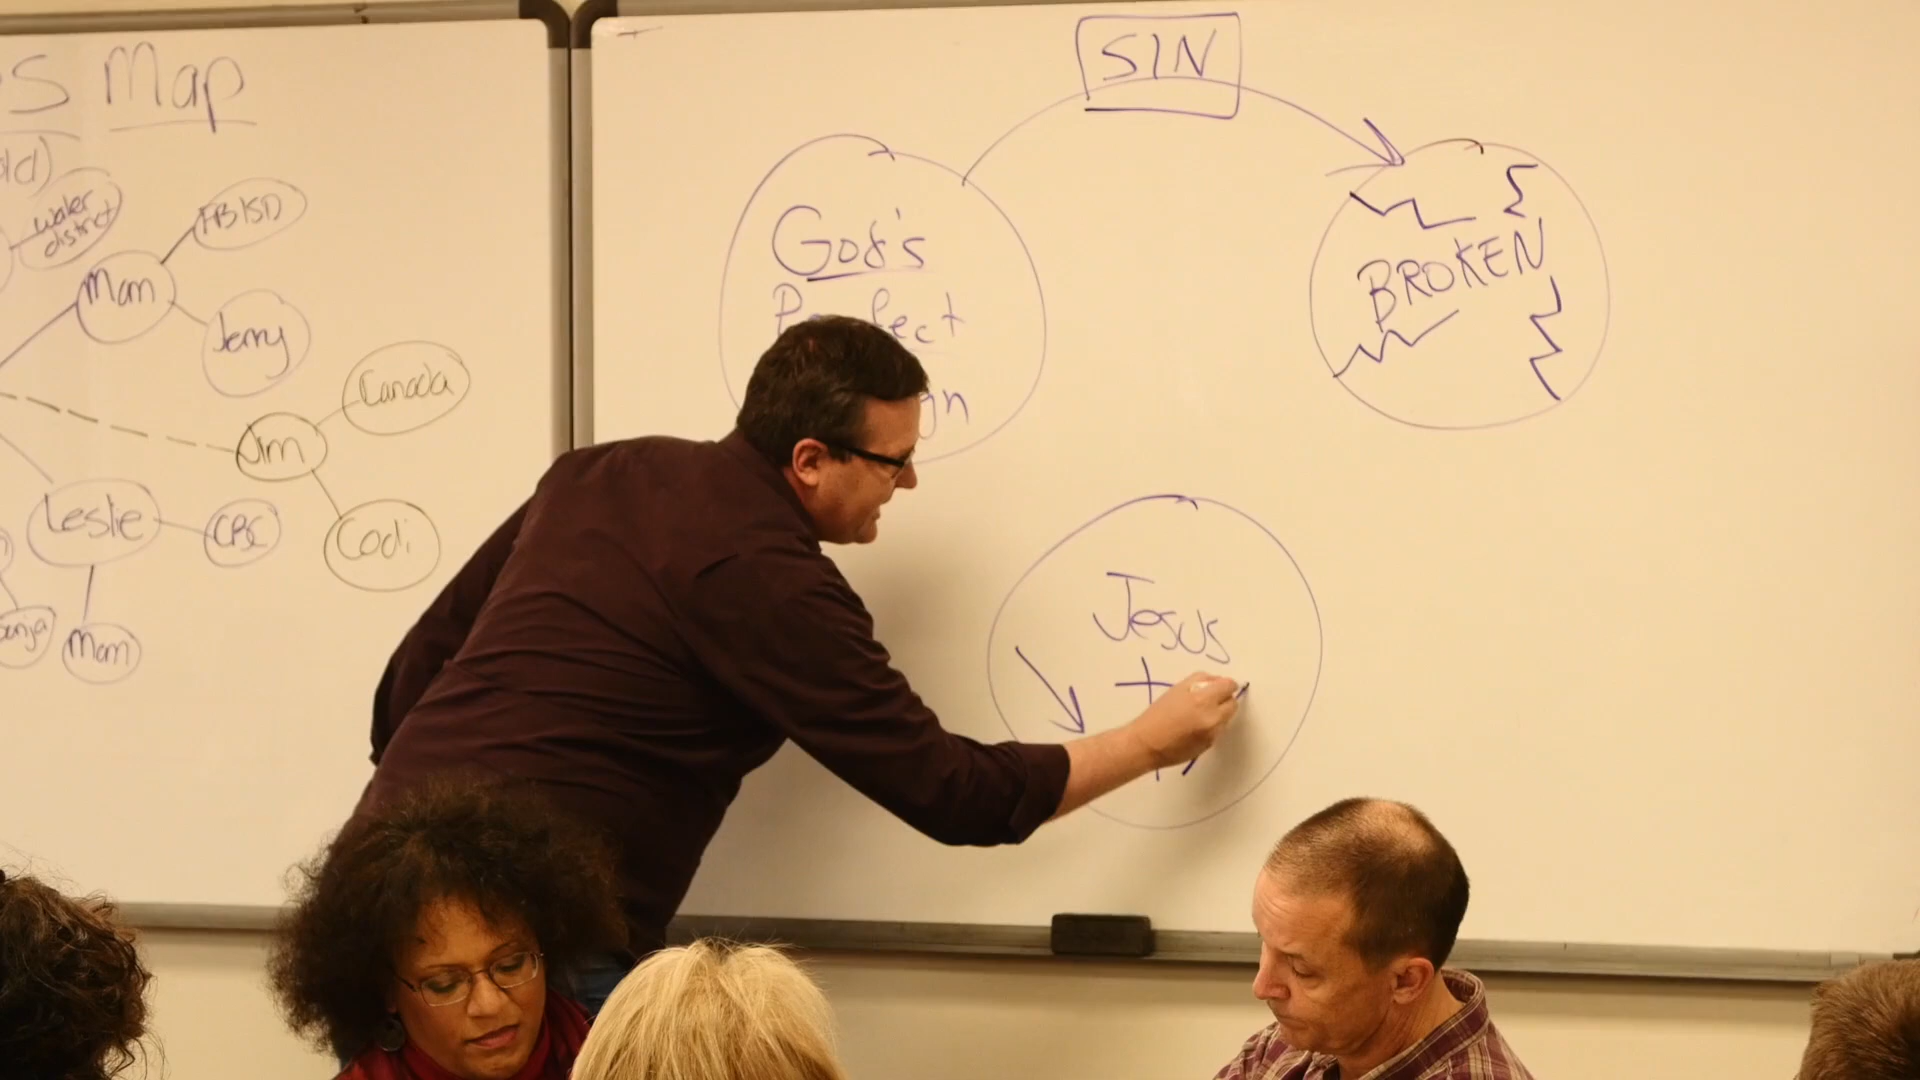 Map
water
district
FBISD
Mom
Jerry
Canada
Jim
Leslie
CBC
Codi
Mom
SIN
God's
BROKEN
Jesus